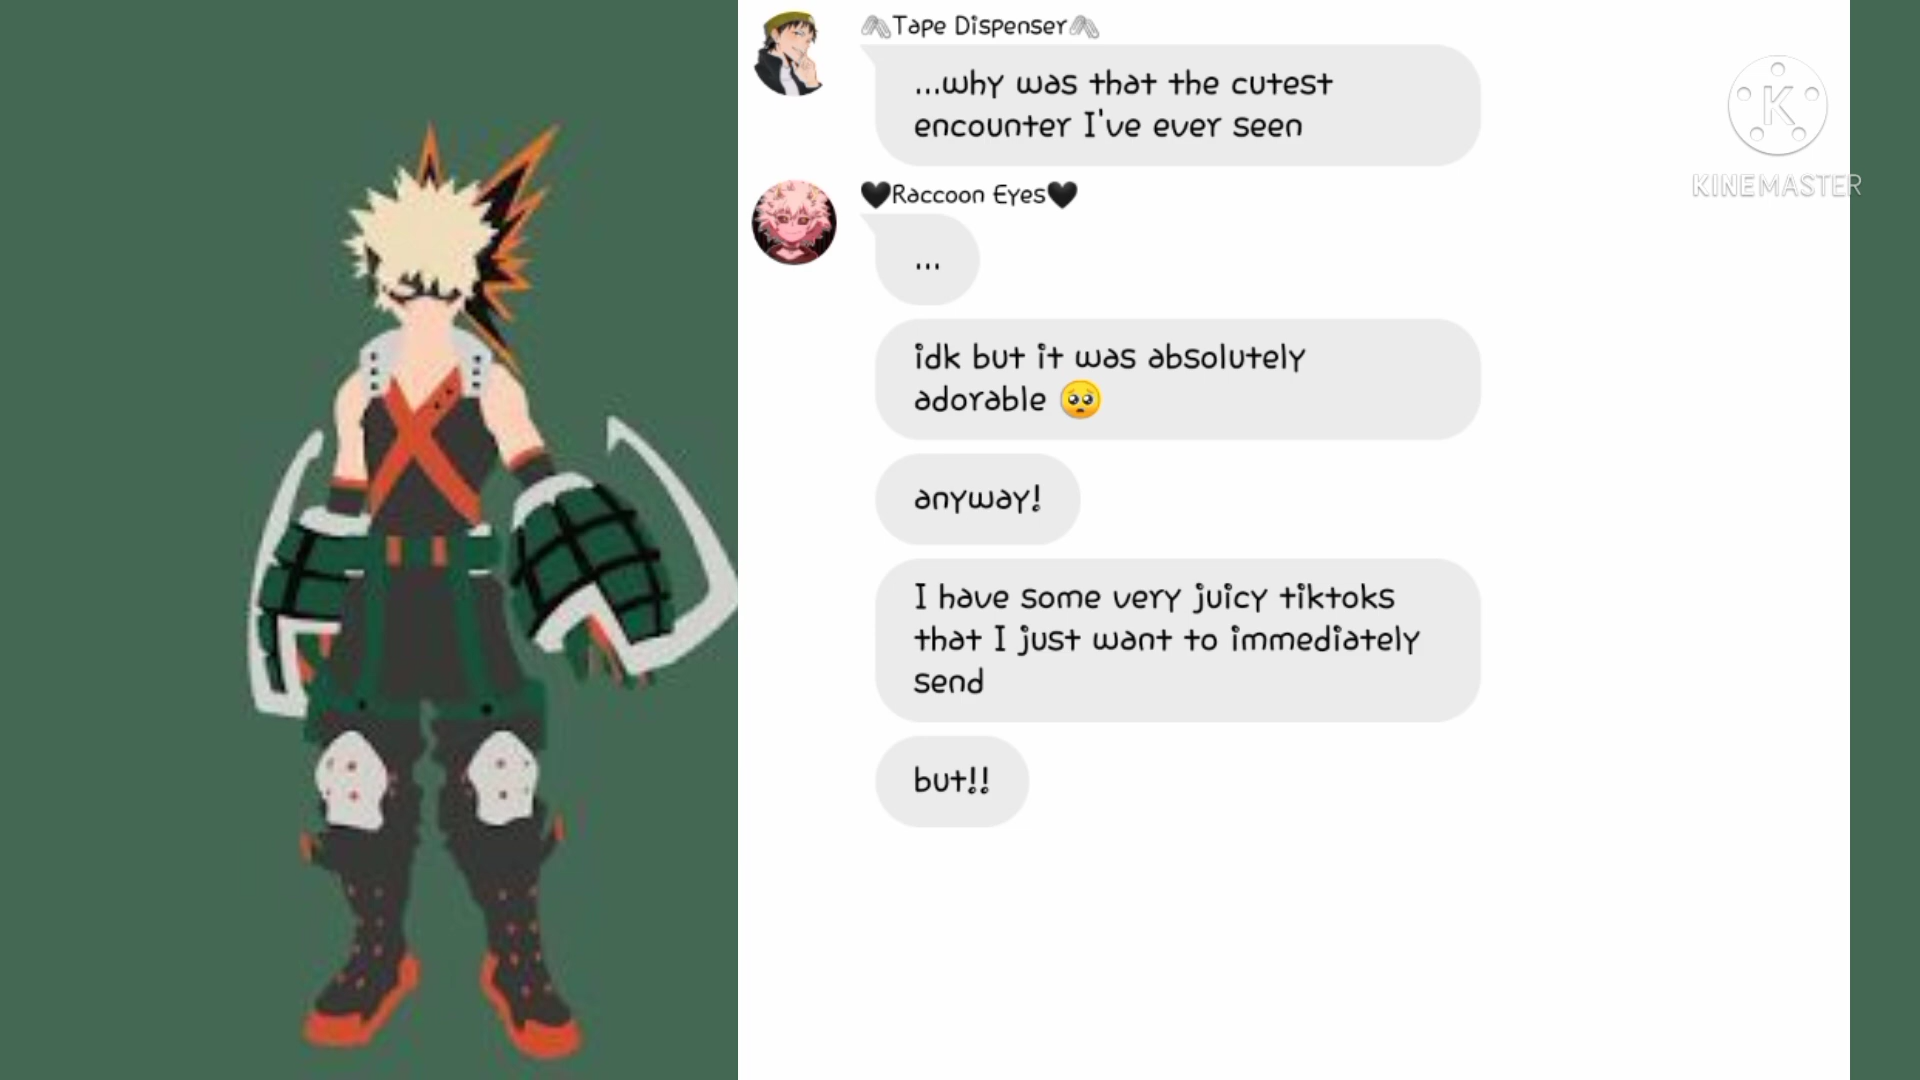 🖇Tape Dispenser🖇
...why was that the cutest
encounter I've ever seen
🖤Raccoon Eyes🖤
...
idk but it was absolutely
adorable 🥺
anyway!
I have some very juicy tiktoks
that I just want to immediately
send
but!!
K
KINEMASTER